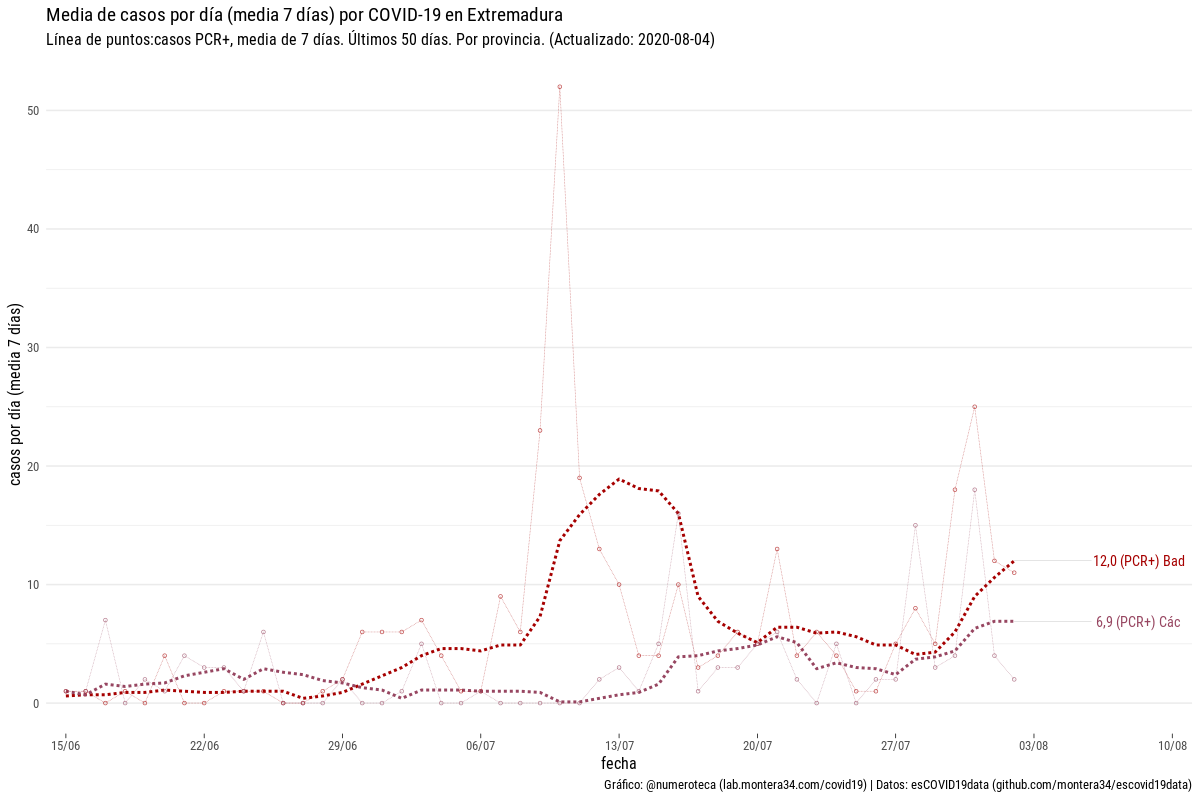 Media de casos por día (media 7 días) por COVID-19 en Extremadura
Línea de puntos:casos PCR+, media de 7 días. Últimos 50 días. Por provincia. (Actualizado: 2020-08-04)
casos por día (media 7 días)
50
40
30
20
10
0
12,0 (PCR+) Bad
6,9 (PCR+) Các
15/06
22/06
29/06
06/07
13/07
20/07
27/07
03/08
10/08
fecha
Gráfico: @numeroteca (lab.montera34.com/covid19) | Datos: esCOVID19data (github.com/montera34/escovid19data)